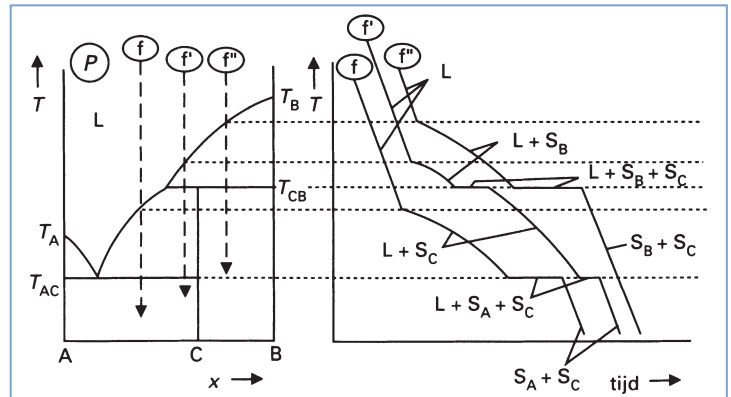 f'
P f f' f" f f"
L
T T_B T
L
L + S_B
L + S_B + S_C
T_CB
T_A
L + S_C
S_B + S_C
T_AC
L + S_A + S_C
A C B
x
S_A + S_C tijd